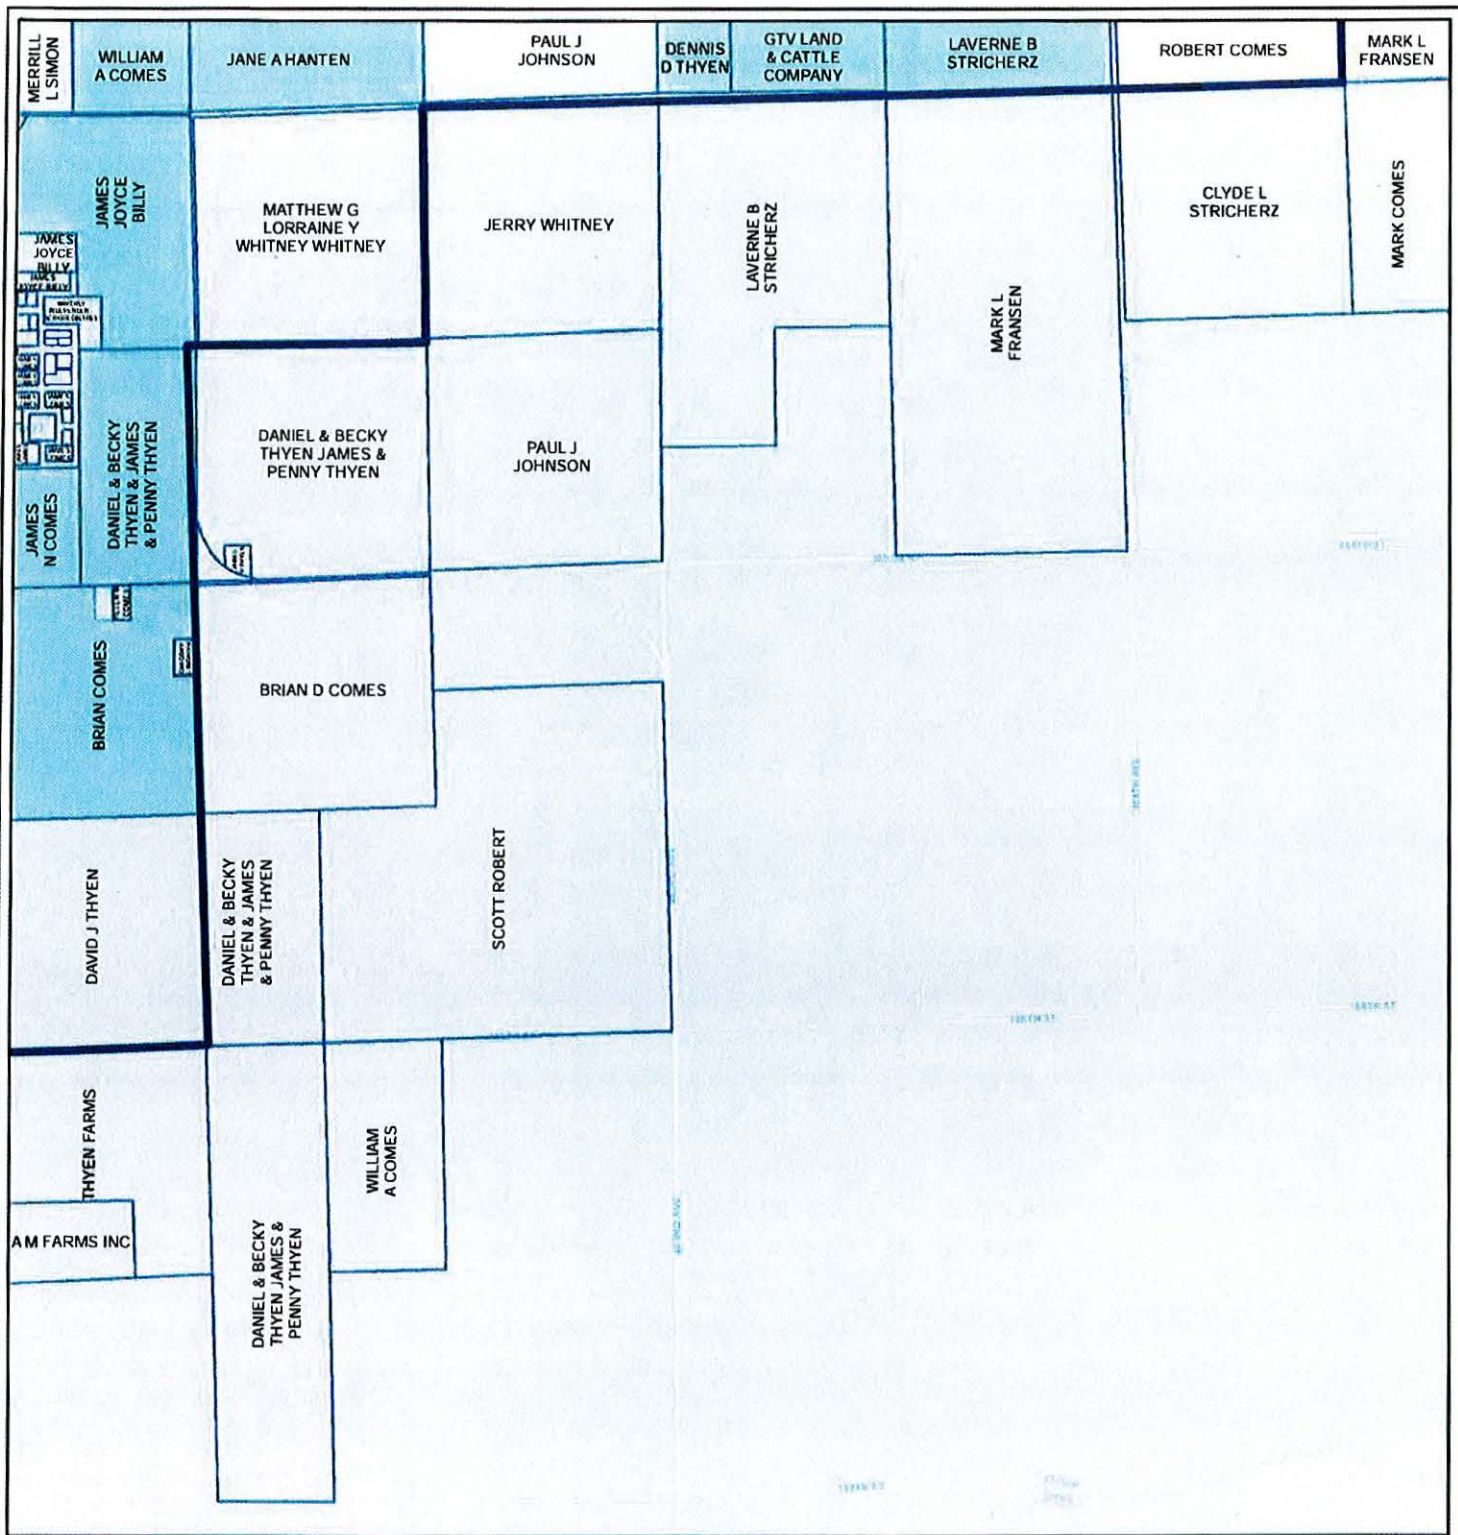 MERRILL
L SIMON
WILLIAM
A COMES
JANE A HANTEN
PAUL J
JOHNSON
DENNIS
D THYEN
GTV LAND
& CATTLE
COMPANY
LAVERNE B
STRICHERZ
ROBERT COMES
MARK L
FRANSEN
JAMES
JOYCE
BILLY
MATTHEW G
LORRAINE Y
WHITNEY WHITNEY
JERRY WHITNEY
LAVERNE B
STRICHERZ
MARK L
FRANSEN
CLYDE L
STRICHERZ
MARK COMES
JAMES
JOYCE
BILLY
JAMES
JOYCE BILLY
DANIEL & BECKY
THYEN & JAMES
& PENNY THYEN
DANIEL & BECKY
THYEN JAMES &
PENNY THYEN
PAUL J
JOHNSON
JAMES
N COMES
BRIAN COMES
BRIAN D COMES
DAVID J THYEN
DANIEL & BECKY
THYEN & JAMES
& PENNY THYEN
SCOTT ROBERT
THYEN FARMS
WILLIAM
A COMES
A M FARMS INC
DANIEL & BECKY
THYEN JAMES &
PENNY THYEN